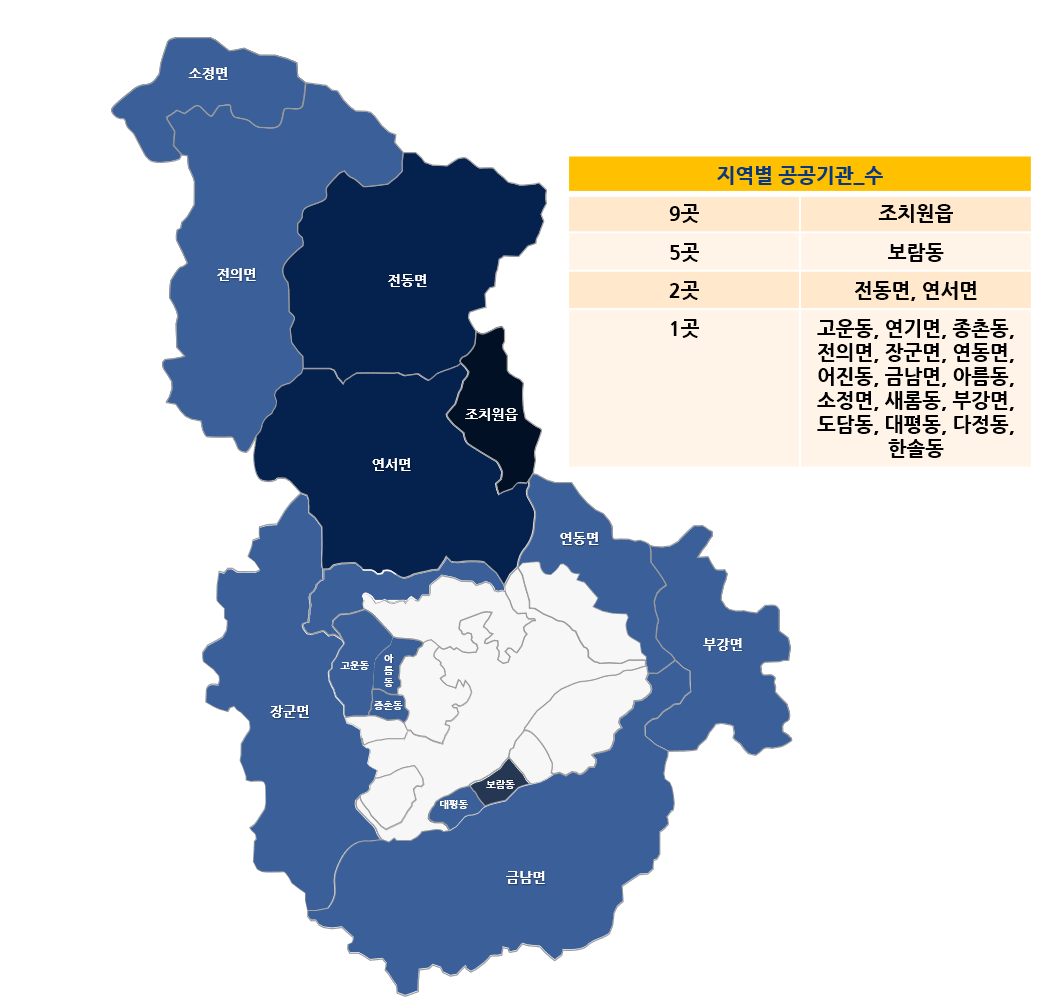 소정면
지역별 공공기관_수
9곳 조치원읍
5곳 보람동
2곳 전동면, 연서면
1곳 고운동, 연기면, 종촌동,
전의면, 장군면, 연동면,
어진동, 금남면, 아름동,
소정면, 새롬동, 부강면,
도담동, 대평동, 다정동,
한솔동
전의면
전동면
조치원읍
연서면
연동면
부강면
아
름
동
고운동
종촌동
장군면
보람동
대평동
금남면